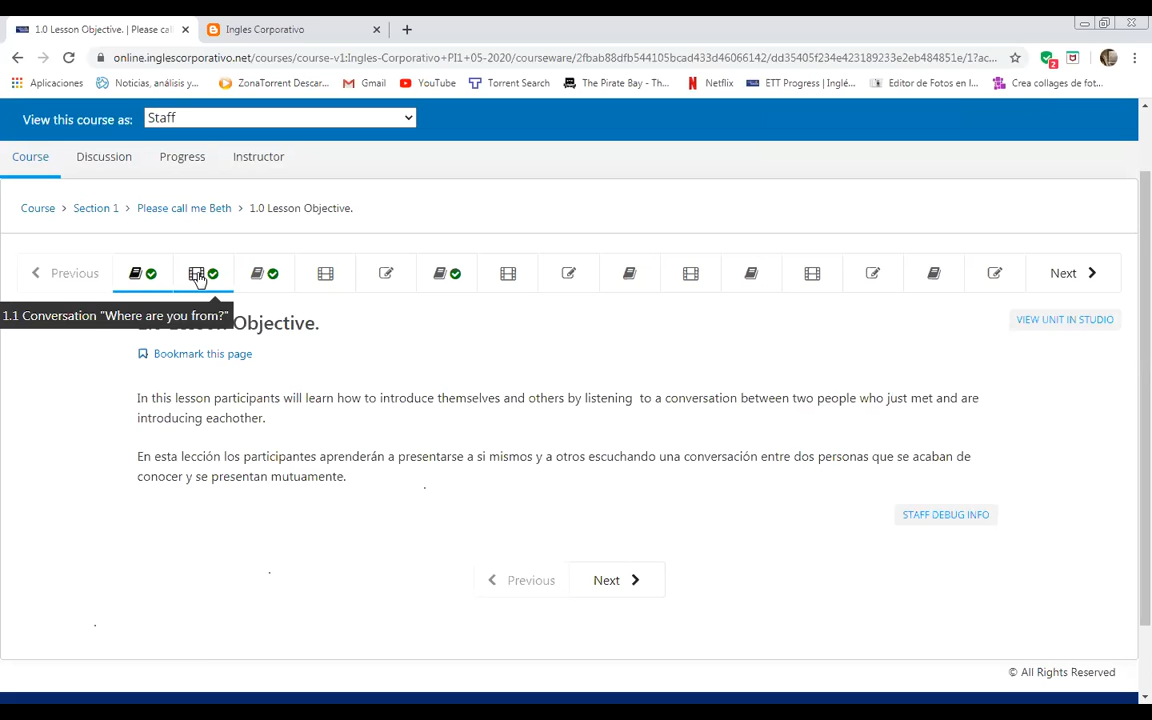 1.0 Lesson Objective. | Please ca
Ingles Corporativo
online.inglescorporativo.net/courses/course-v1:Ingles-Corporativo+PI1+05-2020/courseware/2fbab88dfb544105bcad433d46066142/dd35405f234e423189233e2eb484851e/1?ac...
Aplicaciones
Noticias, análisis y...
ZonaTorrent Descar...
Gmail
YouTube
Torrent Search
The Pirate Bay - Th...
Netflix
ETT Progress | Inglé...
Editor de Fotos en l...
Crea collages de fot...
View this course as:
Staff
Course
Discussion
Progress
Instructor
Course > Section 1 > Please call me Beth > 1.0 Lesson Objective.
Previous
Next
1.1 Conversation "Where are you from?"
Objective.
VIEW UNIT IN STUDIO
Bookmark this page
In this lesson participants will learn how to introduce themselves and others by listening to a conversation between two people who just met and are
introducing eachother.
En esta lección los participantes aprenderán a presentarse a si mismos y a otros escuchando una conversación entre dos personas que se acaban de
conocer y se presentan mutuamente.
STAFF DEBUG INFO
Previous
Next
© All Rights Reserved